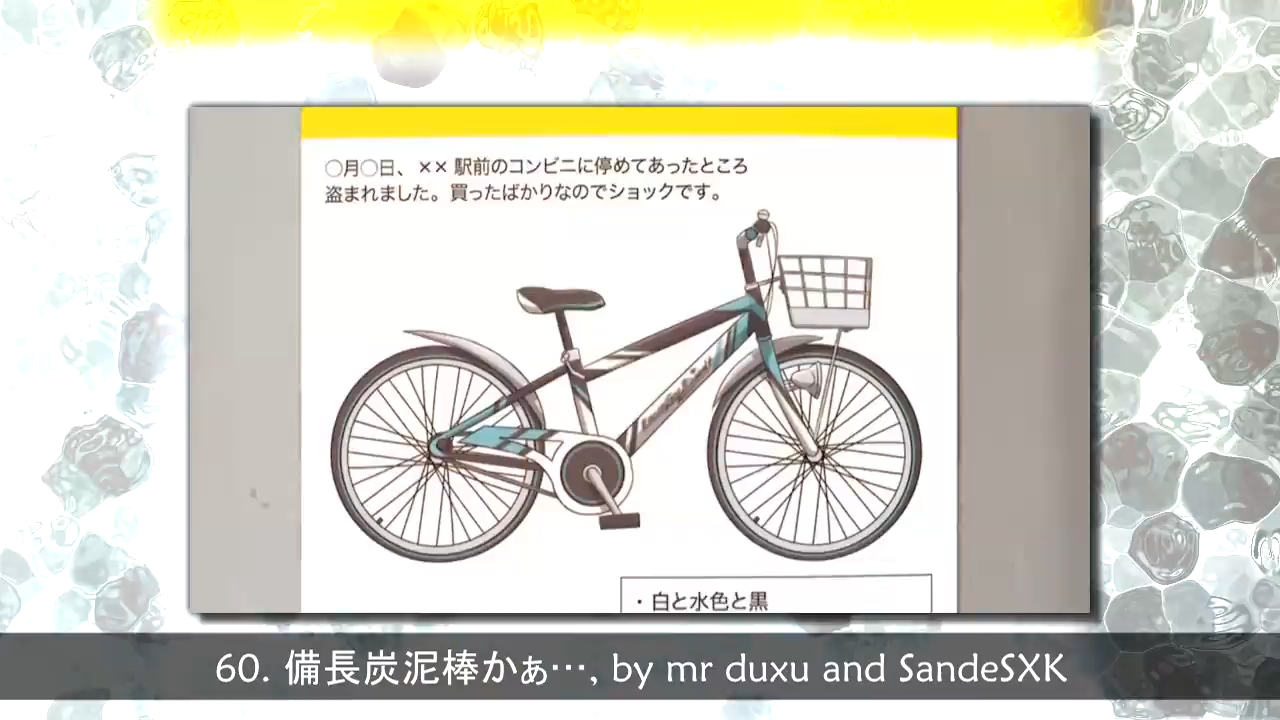 〇月〇日、××駅前のコンビニに停めてあったところ
盗まれました。買ったばかりなのでショックです。
・白と水色と黒
60. 備長炭泥棒かぁ…, by mr duxu and SandeSXK